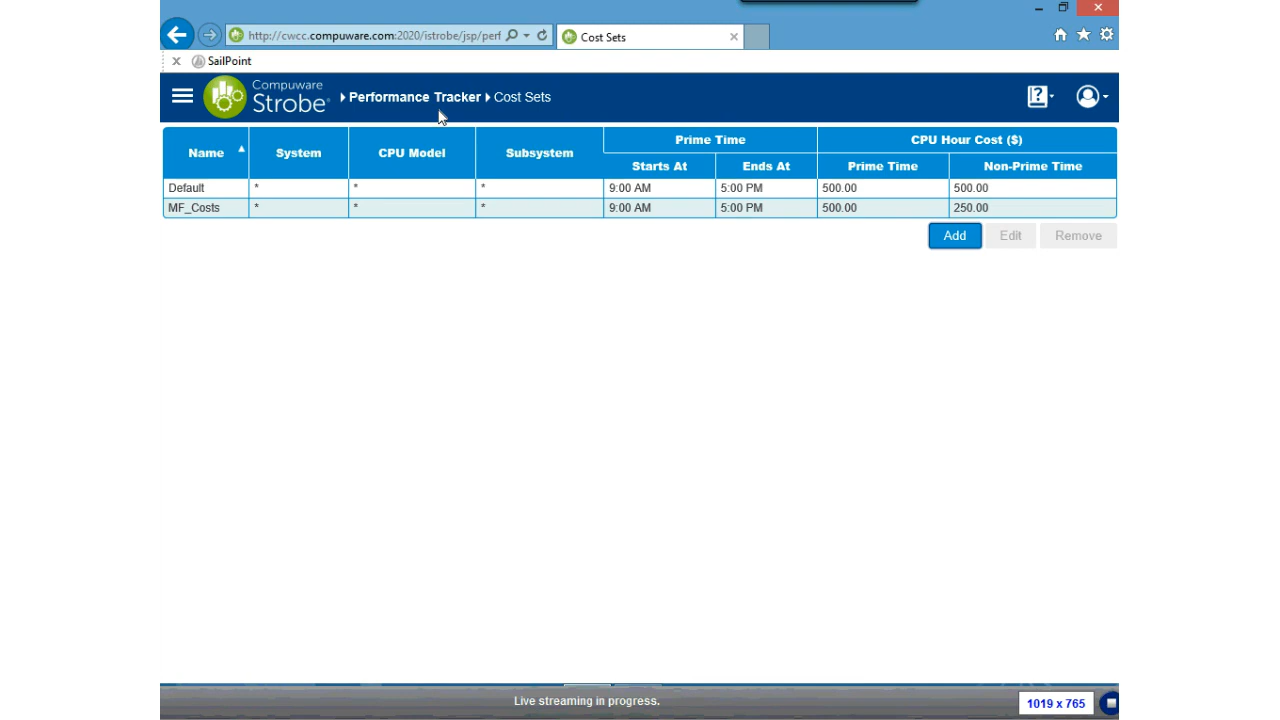 http://cwcc.compuware.com:2020/istrobe/jsp/perf
Cost Sets
X SailPoint
Compuware
Strobe
Performance Tracker Cost Sets
Name System CPU Model Subsystem Prime Time CPU Hour Cost ($)
Starts At Ends At Prime Time Non-Prime Time
Default * * * 9:00 AM 5:00 PM 500.00 500.00
MF_Costs * * * 9:00 AM 5:00 PM 500.00 250.00
Add Edit Remove
Live streaming in progress.
1019 x 765